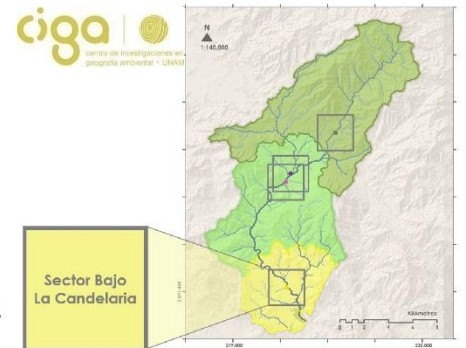 ciga
centro de investigaciones en
geografía ambiental - UNAM
N
1:140,000
Sector Bajo
La Candelaria
Kilómetros